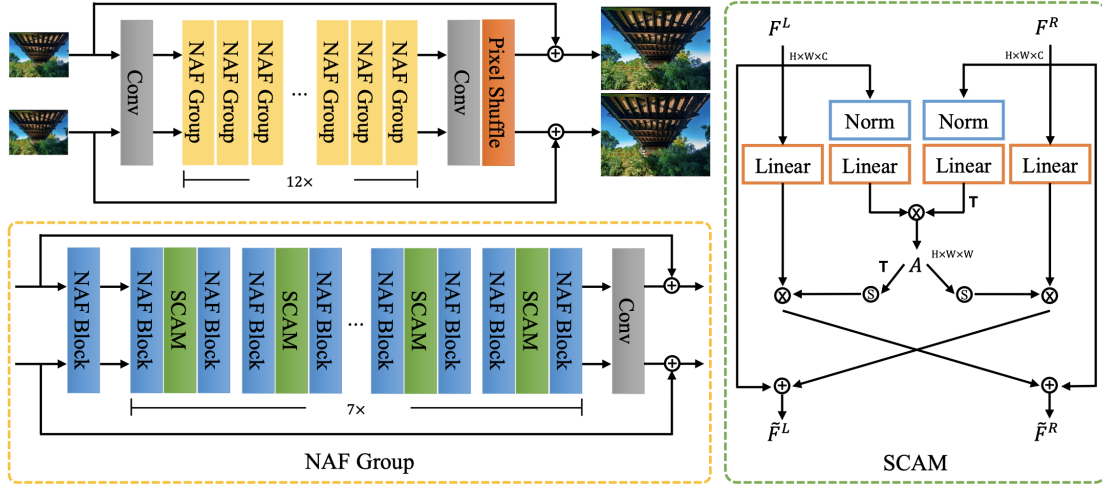 Conv
NAF Group
NAF Group
NAF Group
...
NAF Group
NAF Group
NAF Group
Conv
Pixel Shuffle
12×
NAF Block
NAF Block
SCAM
NAF Block
NAF Block
SCAM
NAF Block
...
NAF Block
SCAM
NAF Block
NAF Block
SCAM
NAF Block
Conv
7×
NAF Group
F^L F^R
H×W×C H×W×C
Norm Norm
Linear Linear Linear Linear
T
A H×W×W
T
S S
F̃^L F̃^R
SCAM